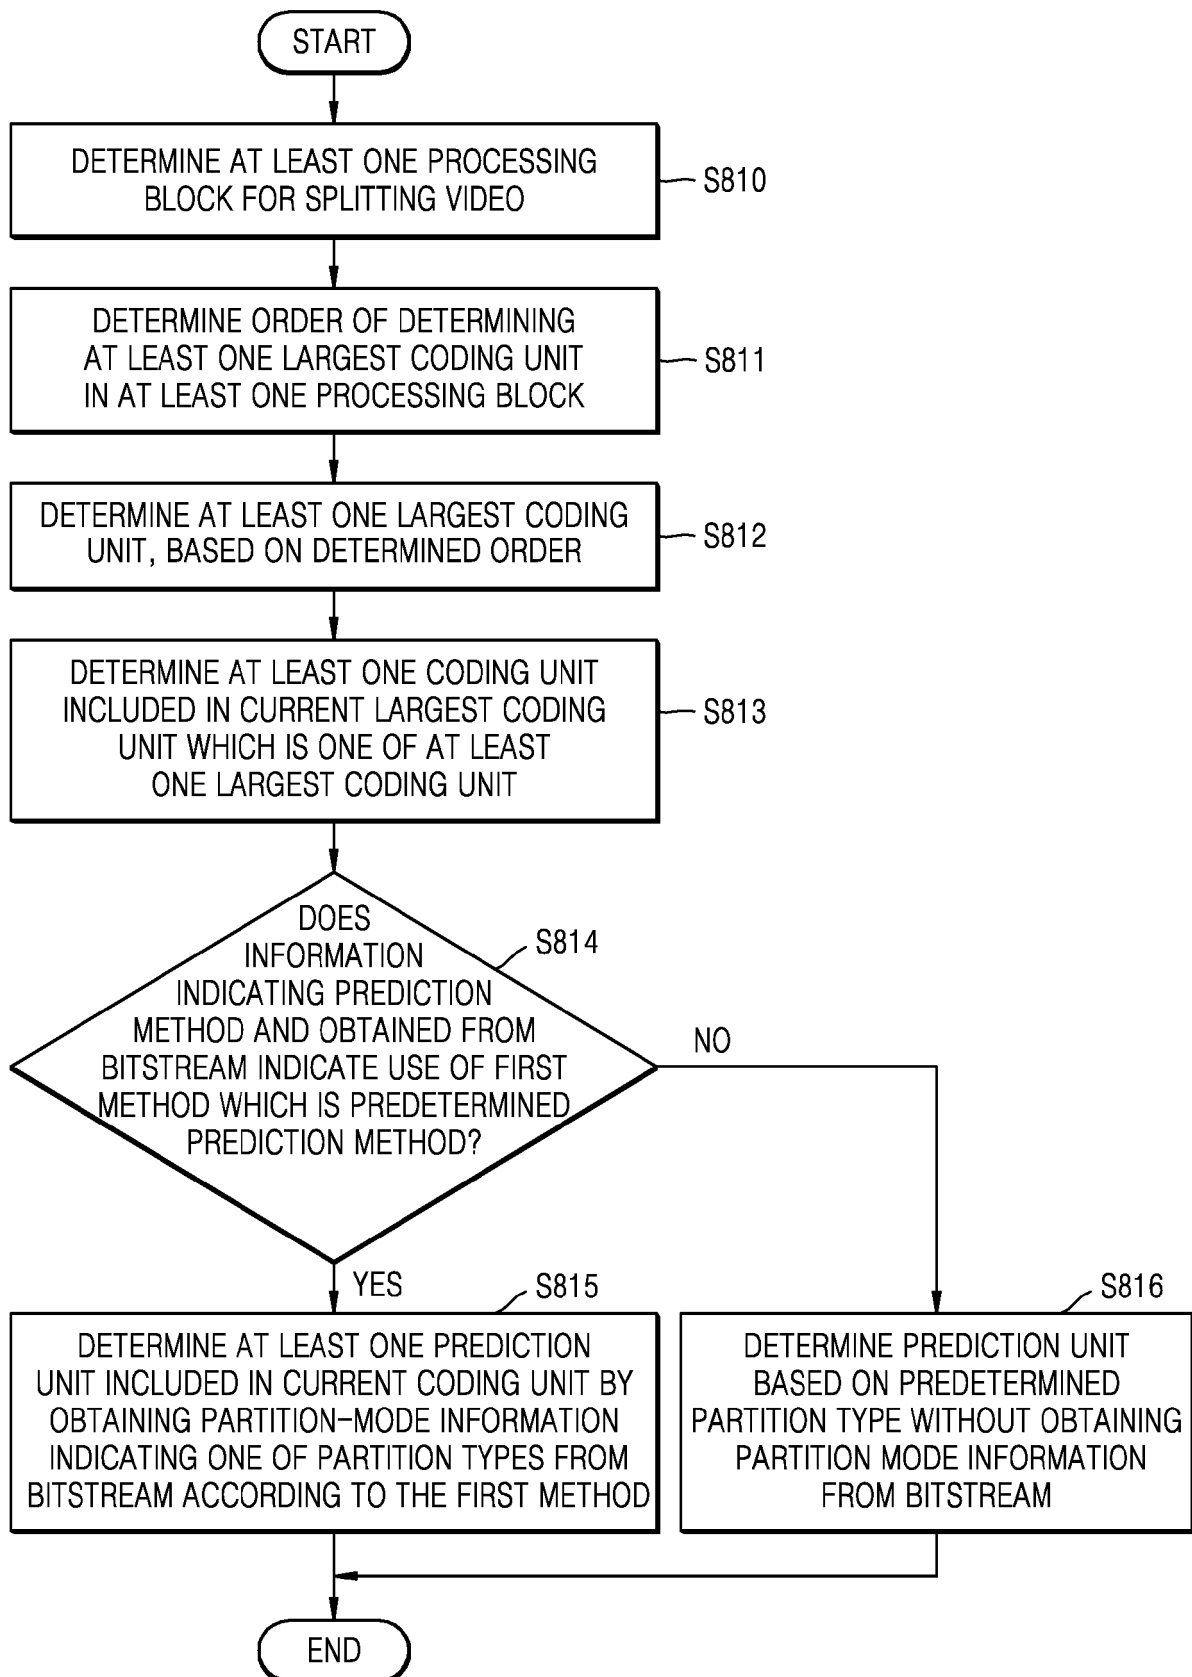 START
DETERMINE AT LEAST ONE PROCESSING
BLOCK FOR SPLITTING VIDEO
S810
DETERMINE ORDER OF DETERMINING
AT LEAST ONE LARGEST CODING UNIT
IN AT LEAST ONE PROCESSING BLOCK
S811
DETERMINE AT LEAST ONE LARGEST CODING
UNIT, BASED ON DETERMINED ORDER
S812
DETERMINE AT LEAST ONE CODING UNIT
INCLUDED IN CURRENT LARGEST CODING
UNIT WHICH IS ONE OF AT LEAST
ONE LARGEST CODING UNIT
S813
DOES
INFORMATION
INDICATING PREDICTION
METHOD AND OBTAINED FROM
BITSTREAM INDICATE USE OF FIRST
METHOD WHICH IS PREDETERMINED
PREDICTION METHOD?
S814
NO
YES
S815
DETERMINE AT LEAST ONE PREDICTION
UNIT INCLUDED IN CURRENT CODING UNIT BY
OBTAINING PARTITION-MODE INFORMATION
INDICATING ONE OF PARTITION TYPES FROM
BITSTREAM ACCORDING TO THE FIRST METHOD
S816
DETERMINE PREDICTION UNIT
BASED ON PREDETERMINED
PARTITION TYPE WITHOUT OBTAINING
PARTITION MODE INFORMATION
FROM BITSTREAM
END